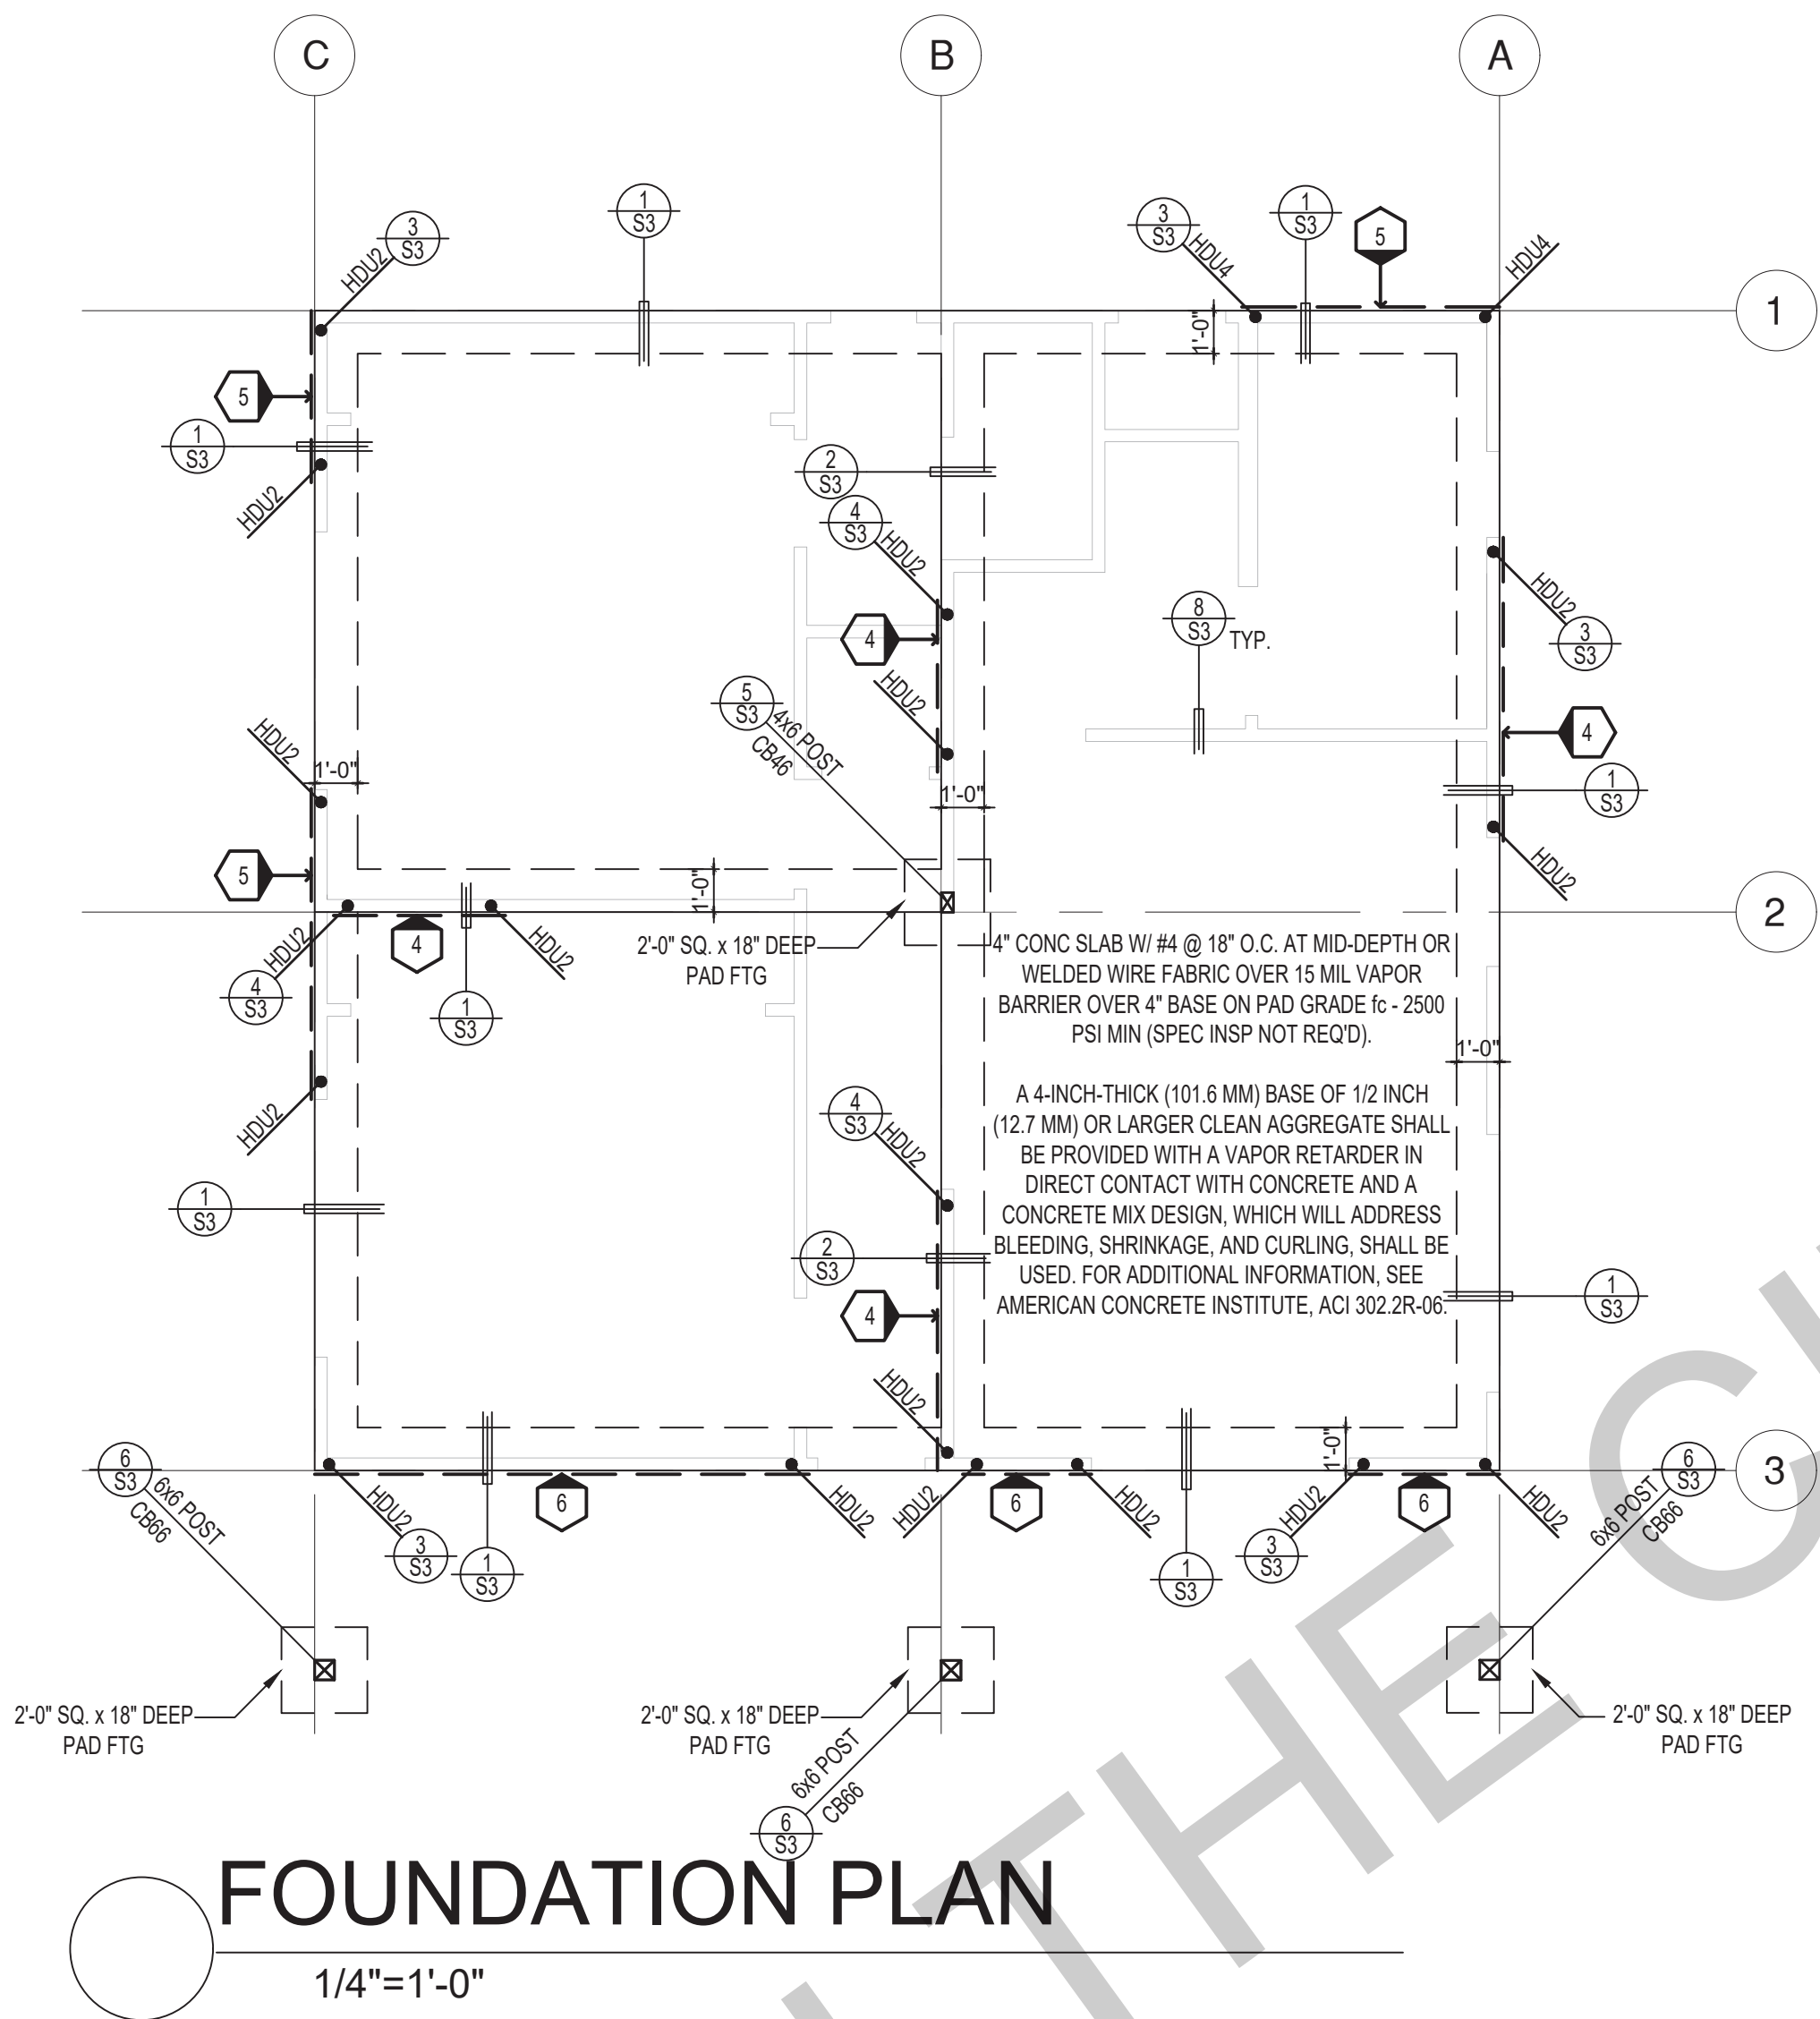 C
B
A
1
S3
3
S3
HDU2
3
S3
HDU4
1
S3
5
HDU4
1
1'-0"
5
1
S3
HDU2
2
S3
4
S3
HDU2
4
HDU2
8
S3
TYP.
HDU2
3
S3
4
1
S3
HDU2
5
S3
4x6 POST
CB46
HDU2
1'-0"
1'-0"
5
1'-0"
2
HDU2
4
S3
4
HDU2
1
S3
2'-0" SQ. x 18" DEEP
PAD FTG
4" CONC SLAB W/ #4 @ 18" O.C. AT MID-DEPTH OR
WELDED WIRE FABRIC OVER 15 MIL VAPOR
BARRIER OVER 4" BASE ON PAD GRADE fc - 2500
PSI MIN (SPEC INSP NOT REQ'D).
1'-0"
A 4-INCH-THICK (101.6 MM) BASE OF 1/2 INCH
(12.7 MM) OR LARGER CLEAN AGGREGATE SHALL
BE PROVIDED WITH A VAPOR RETARDER IN
DIRECT CONTACT WITH CONCRETE AND A
CONCRETE MIX DESIGN, WHICH WILL ADDRESS
BLEEDING, SHRINKAGE, AND CURLING, SHALL BE
USED. FOR ADDITIONAL INFORMATION, SEE
AMERICAN CONCRETE INSTITUTE, ACI 302.2R-06.
HDU2
4
S3
HDU2
1
S3
2
S3
4
1
S3
HDU2
1'-0"
3
6
S3
6x6 POST
CB66
HDU2
3
S3
1
S3
6
HDU2
HDU2
6
HDU2
1
S3
HDU2
3
S3
6
HDU2
6
S3
6x6 POST
CB66
2'-0" SQ. x 18" DEEP
PAD FTG
2'-0" SQ. x 18" DEEP
PAD FTG
6x6 POST
CB66
6
S3
2'-0" SQ. x 18" DEEP
PAD FTG
FOUNDATION PLAN
1/4"=1'-0"
THE